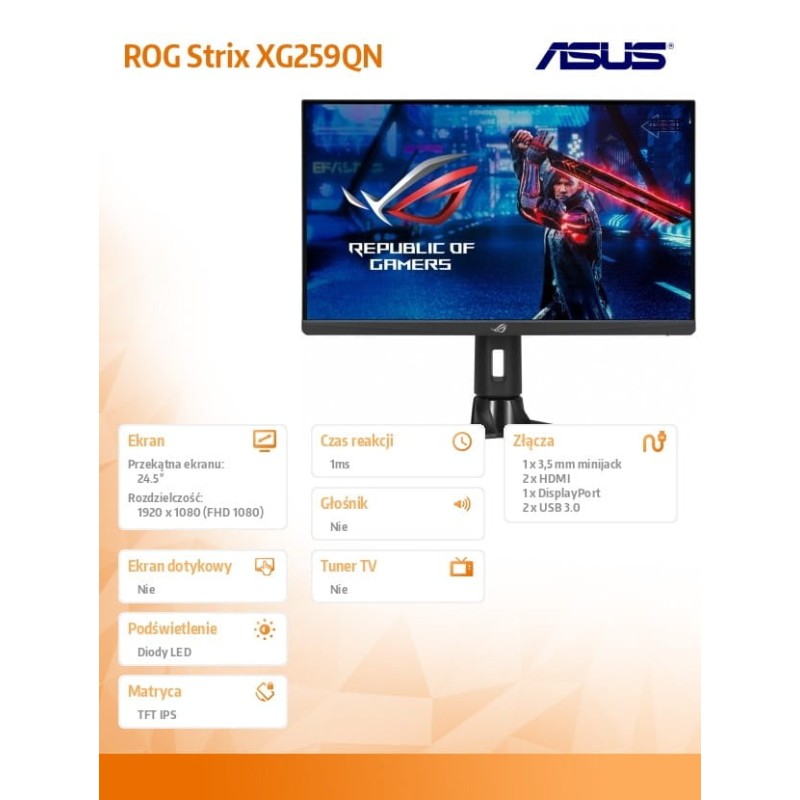 ROG Strix XG259QN
ASUS®
REPUBLIC OF
GAMERS
Ekran
Przekątna ekranu:
24.5"
Rozdzielczość:
1920 x 1080 (FHD 1080)
Czas reakcji
1ms
Złącza
1 x 3,5 mm minijack
2 x HDMI
1 x DisplayPort
2 x USB 3.0
Głośnik
Nie
Ekran dotykowy
Nie
Tuner TV
Nie
Podświetlenie
Diody LED
Matryca
TFT IPS